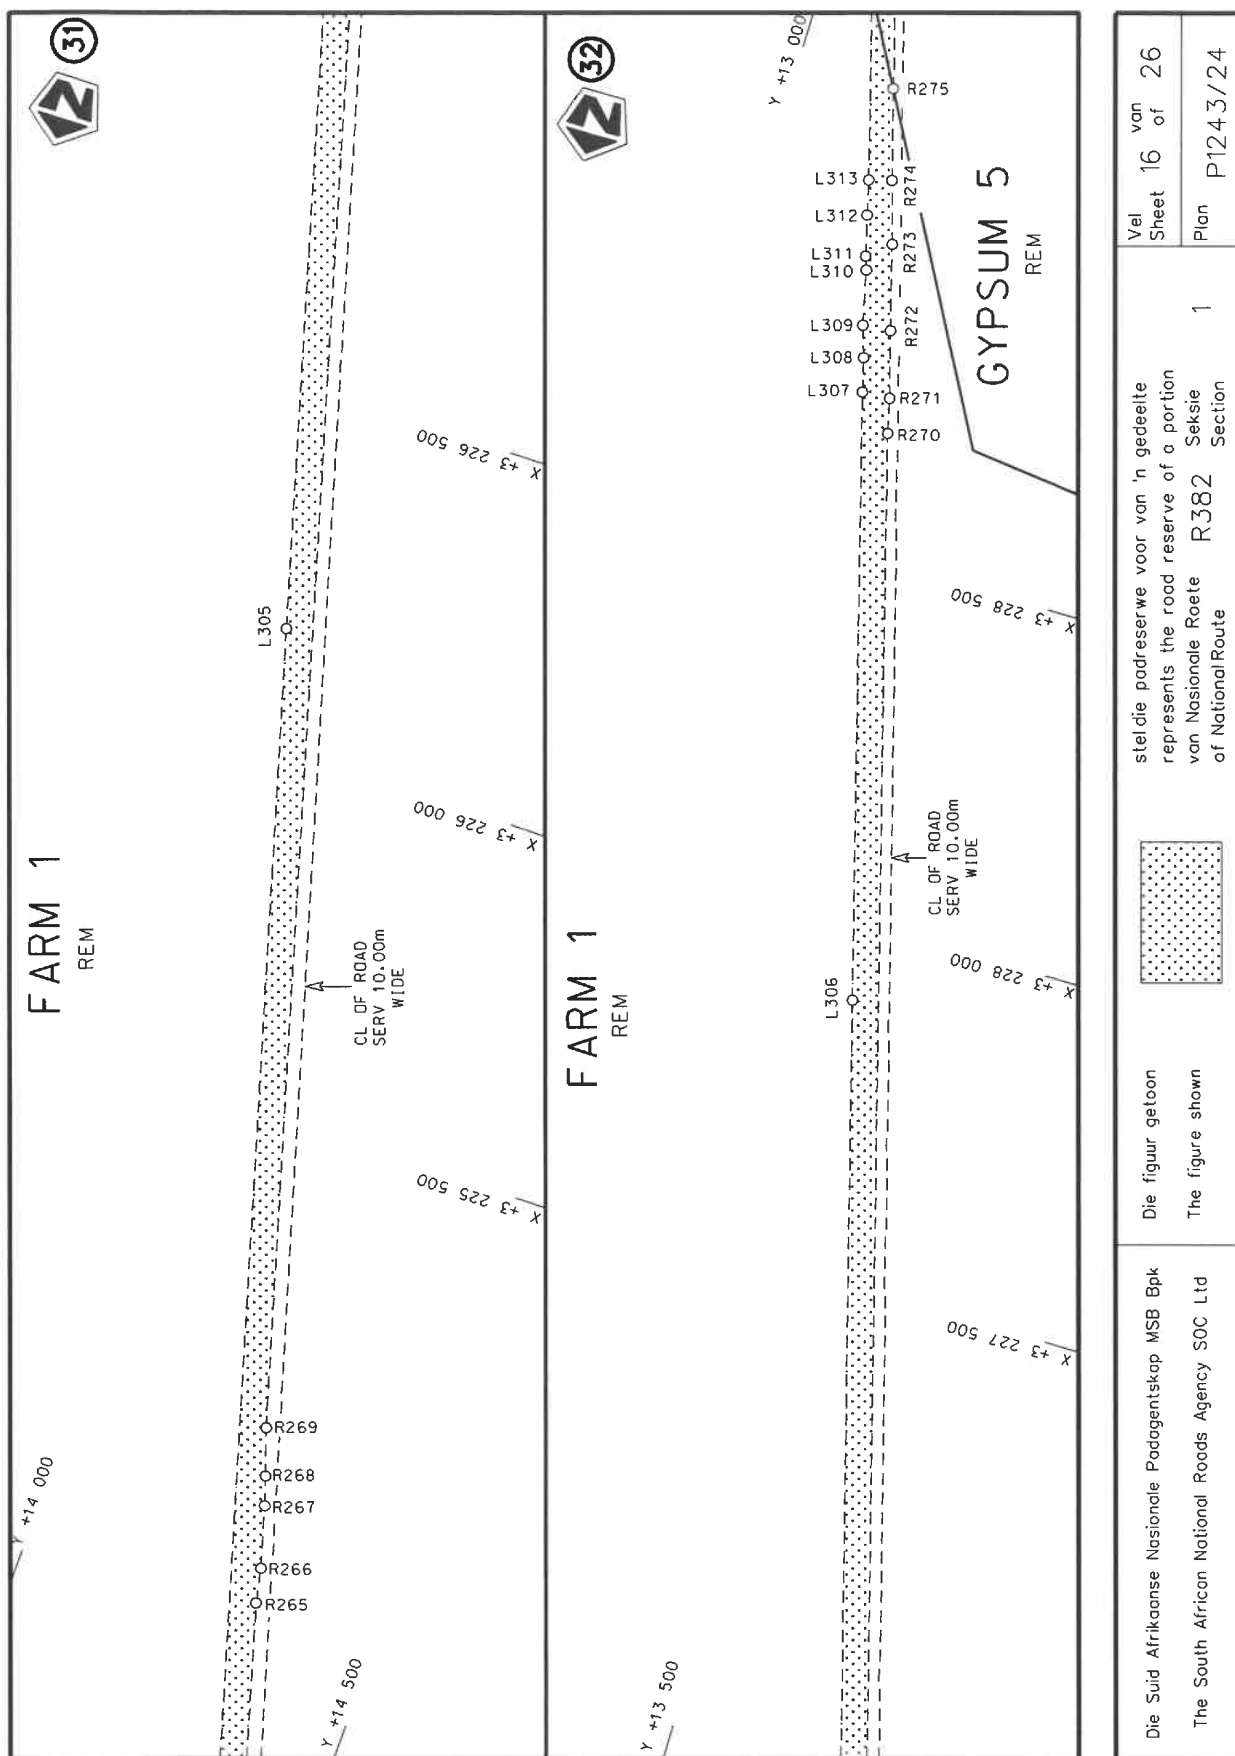 31
FARM 1
REM
L305
R265
R266
R267
R268
R269
CL OF ROAD
SERV 10.00m
WIDE
Y +14 000
Y +14 500
X +3 225 500
X +3 226 000
X +3 226 500
32
FARM 1
REM
GYPSUM 5
REM
L306
L307
L308
L309
L310
L311
L312
L313
R270
R271
R272
R273
R274
R275
CL OF ROAD
SERV 10.00m
WIDE
Y +13 500
Y +13 000
X +3 227 500
X +3 228 000
X +3 228 500
Die Suid Afrikaanse Nasionale Padagentskap MSB Bpk
The South African National Roads Agency SOC Ltd
Die figuur getoon
The figure shown
stel die padreserwe voor van 'n gedeelte
represents the road reserve of a portion
van Nasionale Roete R382 Seksie 1
of National Route Section
Vel 16 van 26
Sheet of
Plan P1243/24